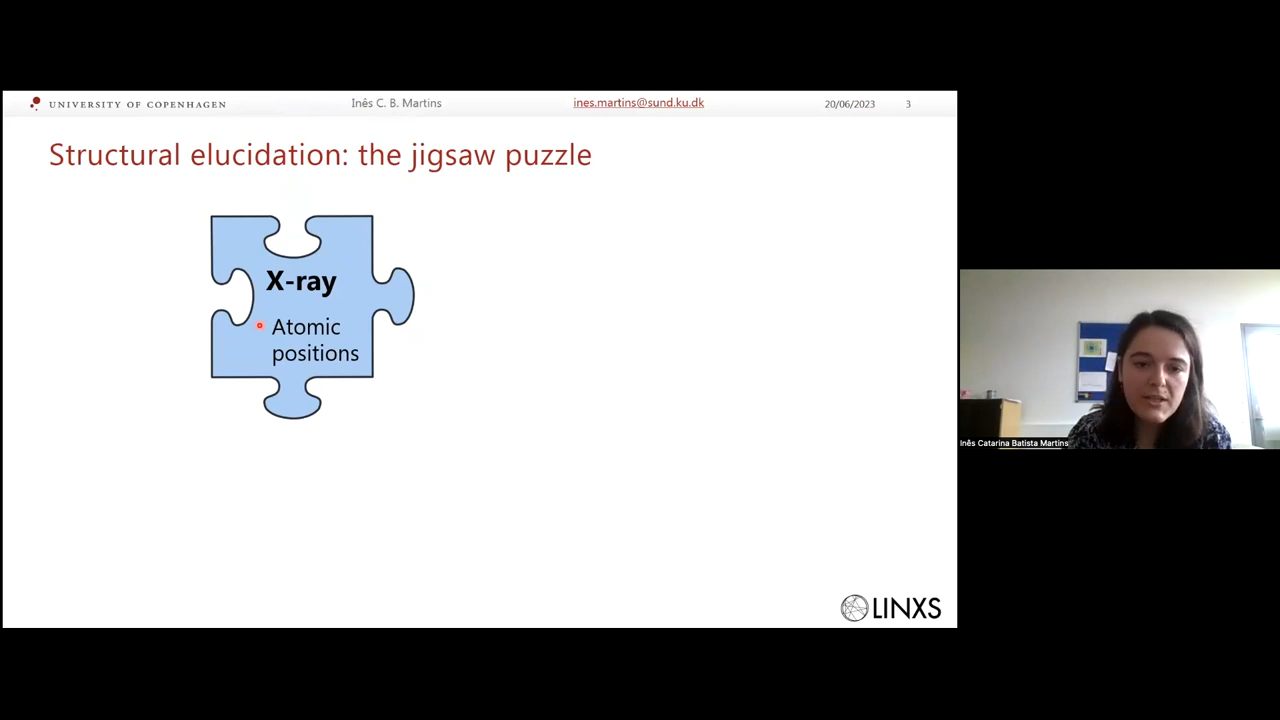 UNIVERSITY OF COPENHAGEN
Inês C. B. Martins
ines.martins@sund.ku.dk
20/06/2023
3
Structural elucidation: the jigsaw puzzle
X-ray
Atomic
positions
Inês Catarina Batista Martins
LINXS